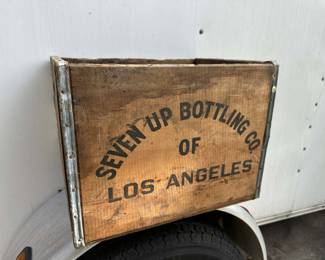 SEVEN UP BOTTLING CO.
OF
LOS ANGELES